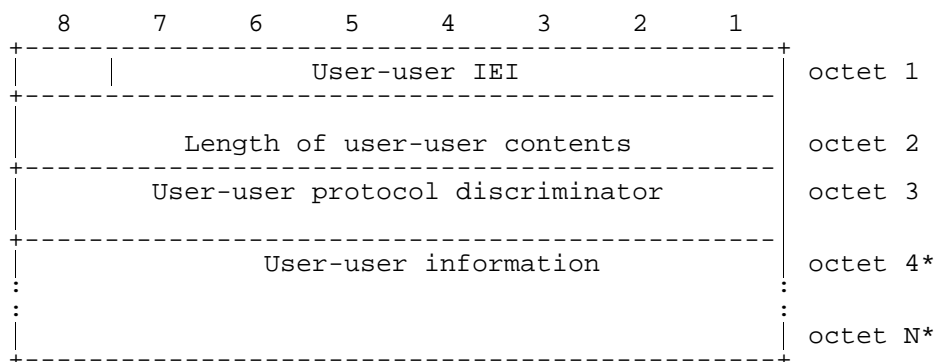 8 7 6 5 4 3 2 1
User-user IEI octet 1
Length of user-user contents octet 2
User-user protocol discriminator octet 3
User-user information octet 4*
: :
: :
octet N*